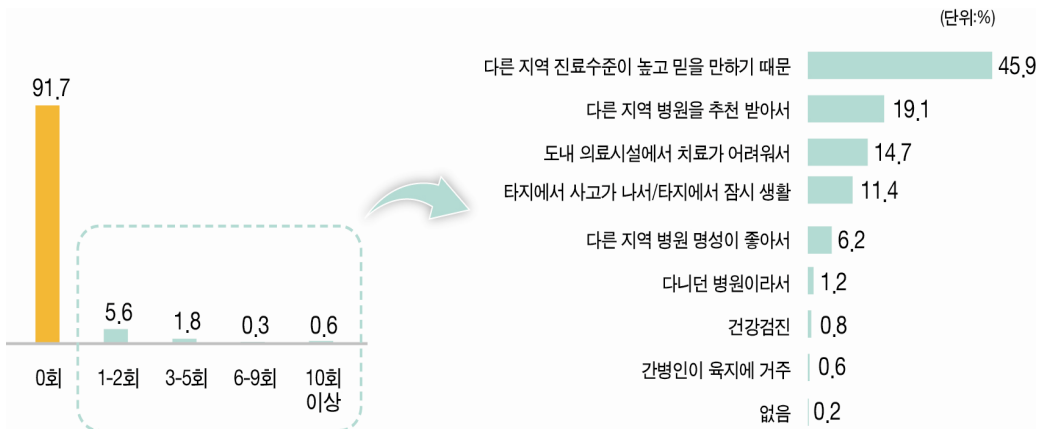 (단위:%)
91.7
5.6
1.8
0.3
0.6
0회
1-2회
3-5회
6-9회
10회
이상
다른 지역 진료수준이 높고 믿을 만하기 때문
45.9
다른 지역 병원을 추천 받아서
19.1
도내 의료시설에서 치료가 어려워서
14.7
타지에서 사고가 나서/타지에서 잠시 생활
11.4
다른 지역 병원 명성이 좋아서
6.2
다니던 병원이라서
1.2
건강검진
0.8
간병인이 육지에 거주
0.6
없음
0.2